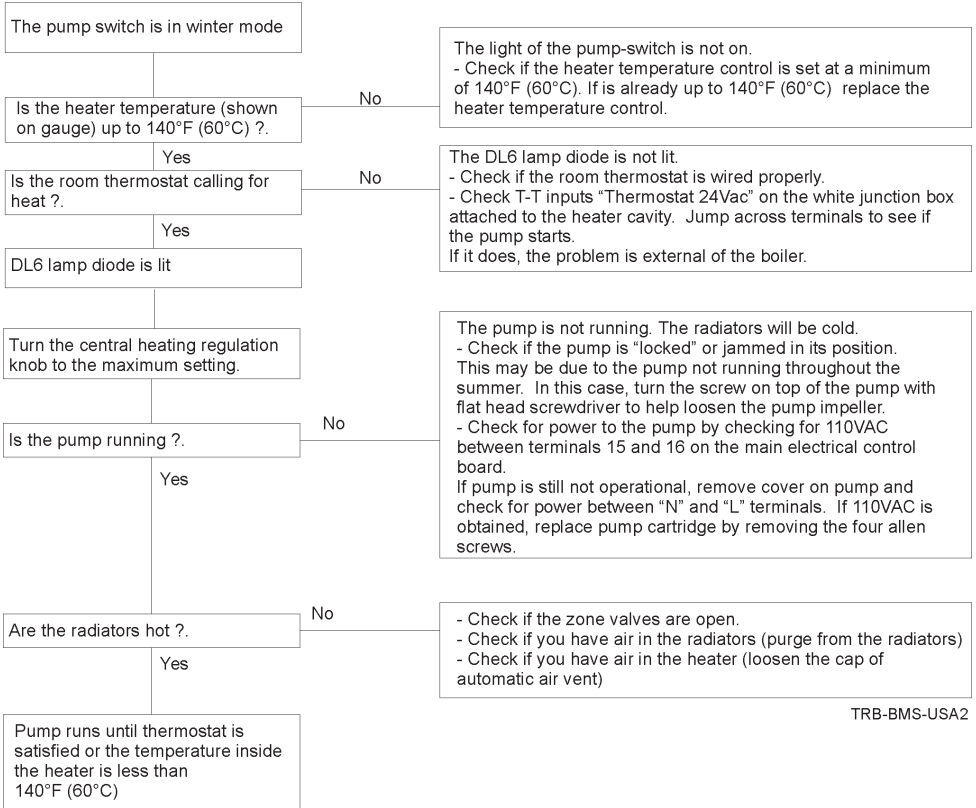 The pump switch is in winter mode
Is the heater temperature (shown
on gauge) up to 140°F (60°C) ?.
No
The light of the pump-switch is not on.
- Check if the heater temperature control is set at a minimum
of 140°F (60°C). If is already up to 140°F (60°C)  replace the
heater temperature control.
Yes
Is the room thermostat calling for
heat ?.
No
The DL6 lamp diode is not lit.
- Check if the room thermostat is wired properly.
- Check T-T inputs “Thermostat 24Vac” on the white junction box
attached to the heater cavity.  Jump across terminals to see if
the pump starts.
If it does, the problem is external of the boiler.
Yes
DL6 lamp diode is lit
Turn the central heating regulation
knob to the maximum setting.
Is the pump running ?.
No
The pump is not running. The radiators will be cold.
- Check if the pump is “locked” or jammed in its position.
This may be due to the pump not running throughout the
summer.  In this case, turn the screw on top of the pump with
flat head screwdriver to help loosen the pump impeller.
- Check for power to the pump by checking for 110VAC
between terminals 15 and 16 on the main electrical control
board.
If pump is still not operational, remove cover on pump and
check for power between “N” and “L” terminals.  If 110VAC is
obtained, replace pump cartridge by removing the four allen
screws.
Yes
Are the radiators hot ?.
No
- Check if the zone valves are open.
- Check if you have air in the radiators (purge from the radiators)
- Check if you have air in the heater (loosen the cap of
automatic air vent)
Yes
Pump runs until thermostat is
satisfied or the temperature inside
the heater is less than
140°F (60°C)
TRB-BMS-USA2